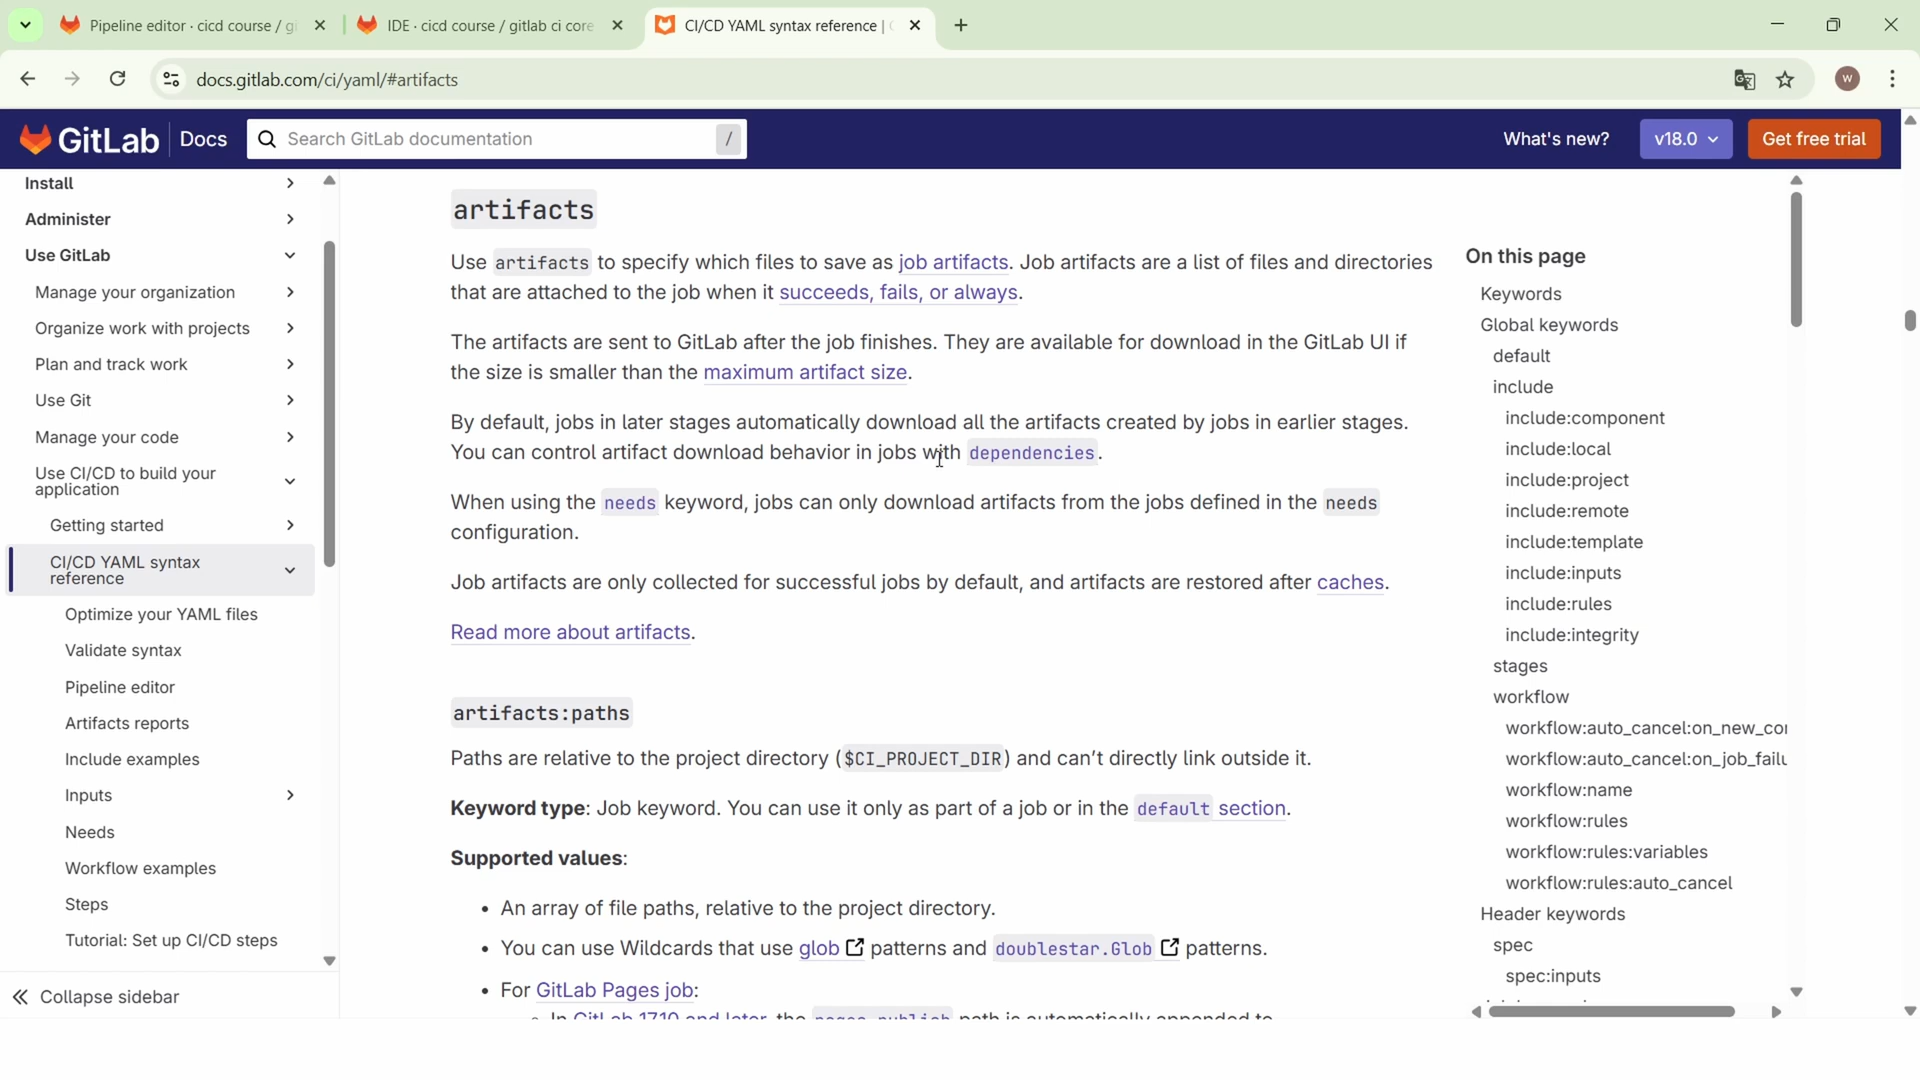 Pipeline editor · cicd course / gi
IDE · cicd course / gitlab ci core
CI/CD YAML syntax reference |
docs.gitlab.com/ci/yaml/#artifacts
W
GitLab Docs
Search GitLab documentation
/
What's new?
v18.0
Get free trial
Install
Administer
Use GitLab
Manage your organization
Organize work with projects
Plan and track work
Use Git
Manage your code
Use CI/CD to build your
application
Getting started
CI/CD YAML syntax
reference
Optimize your YAML files
Validate syntax
Pipeline editor
Artifacts reports
Include examples
Inputs
Needs
Workflow examples
Steps
Tutorial: Set up CI/CD steps
Collapse sidebar
artifacts
Use artifacts to specify which files to save as job artifacts. Job artifacts are a list of files and directories
that are attached to the job when it succeeds, fails, or always.
The artifacts are sent to GitLab after the job finishes. They are available for download in the GitLab UI if
the size is smaller than the maximum artifact size.
By default, jobs in later stages automatically download all the artifacts created by jobs in earlier stages.
You can control artifact download behavior in jobs with dependencies.
When using the needs keyword, jobs can only download artifacts from the jobs defined in the needs
configuration.
Job artifacts are only collected for successful jobs by default, and artifacts are restored after caches.
Read more about artifacts.
artifacts:paths
Paths are relative to the project directory ($CI_PROJECT_DIR) and can’t directly link outside it.
Keyword type: Job keyword. You can use it only as part of a job or in the default section.
Supported values:
• An array of file paths, relative to the project directory.
• You can use Wildcards that use glob patterns and doublestar.Glob patterns.
• For GitLab Pages job:
In GitLab 17.10 and later, the pages.publish path is automatically appended to
On this page
Keywords
Global keywords
default
include
include:component
include:local
include:project
include:remote
include:template
include:inputs
include:rules
include:integrity
stages
workflow
workflow:auto_cancel:on_new_cor
workflow:auto_cancel:on_job_failu
workflow:name
workflow:rules
workflow:rules:variables
workflow:rules:auto_cancel
Header keywords
spec
spec:inputs